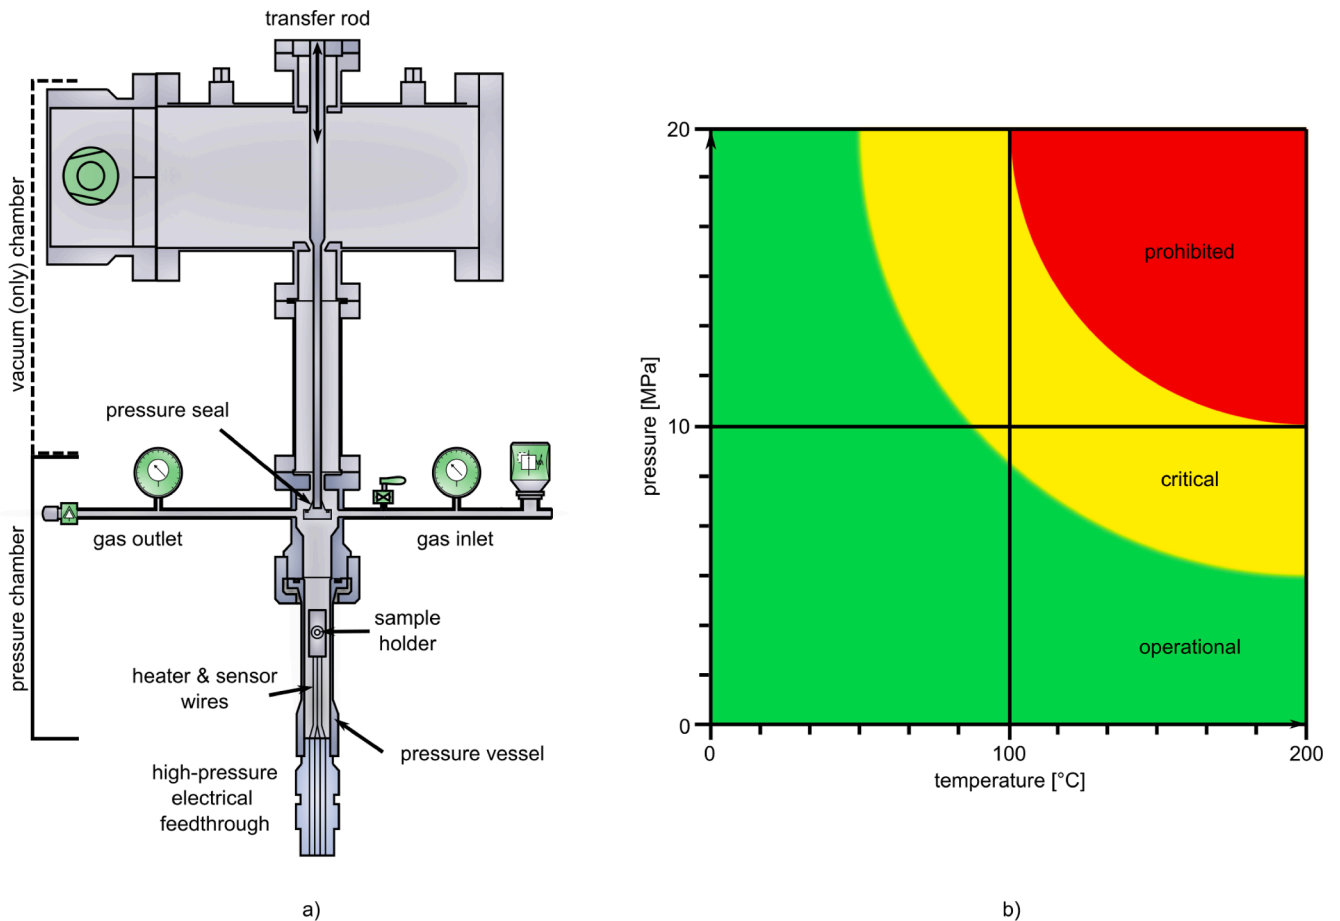 transfer rod
vacuum (only) chamber
pressure seal
gas outlet
gas inlet
pressure chamber
sample
holder
heater & sensor
wires
pressure vessel
high-pressure
electrical
feedthrough
a)
20
prohibited
pressure [MPa]
10
critical
operational
0
0
100
200
temperature [°C]
b)